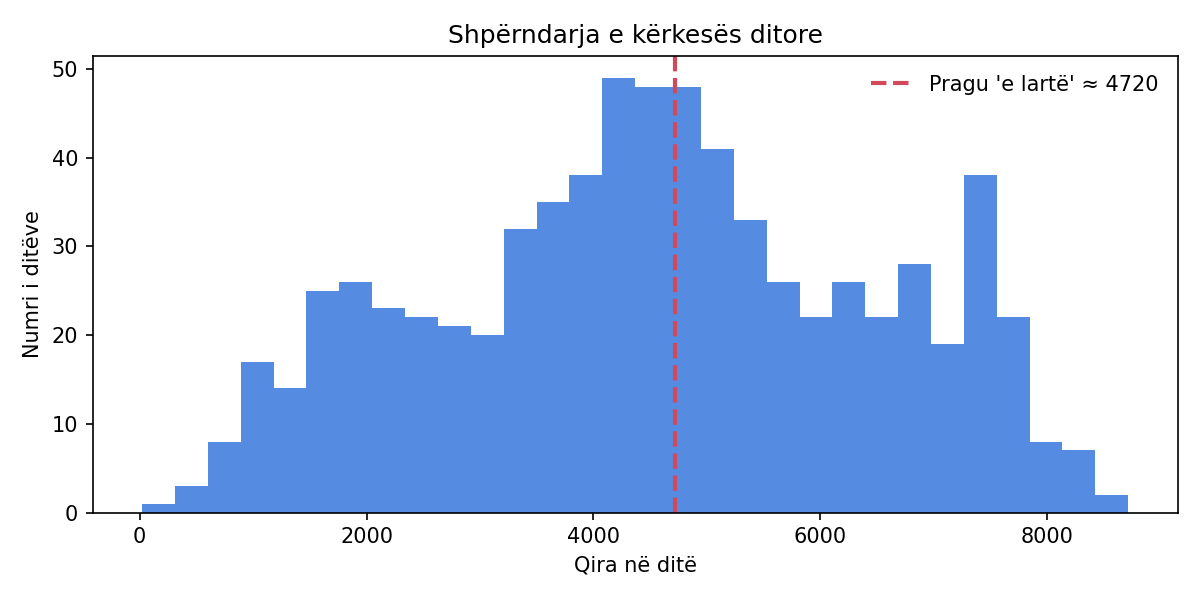 Shpërndarja e kërkesës ditore
Pragu 'e lartë' ≈ 4720
50
40
30
20
10
0
Numri i ditëve
0 2000 4000 6000 8000
Qira në ditë